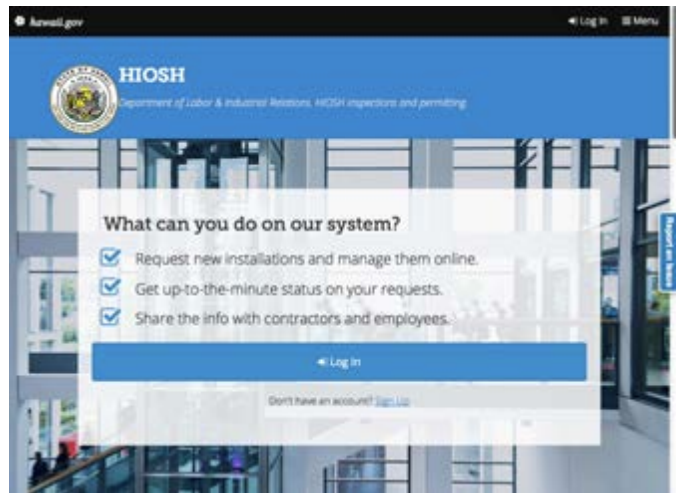 hawaii.gov
Log In
Menu
HIOSH
Department of Labor & Industrial Relations, HIOSH inspections and permitting.
What can you do on our system?
Request new installations and manage them online.
Get up-to-the-minute status on your requests.
Share the info with contractors and employees.
Log In
Don't have an account? Sign Up
Report an Issue